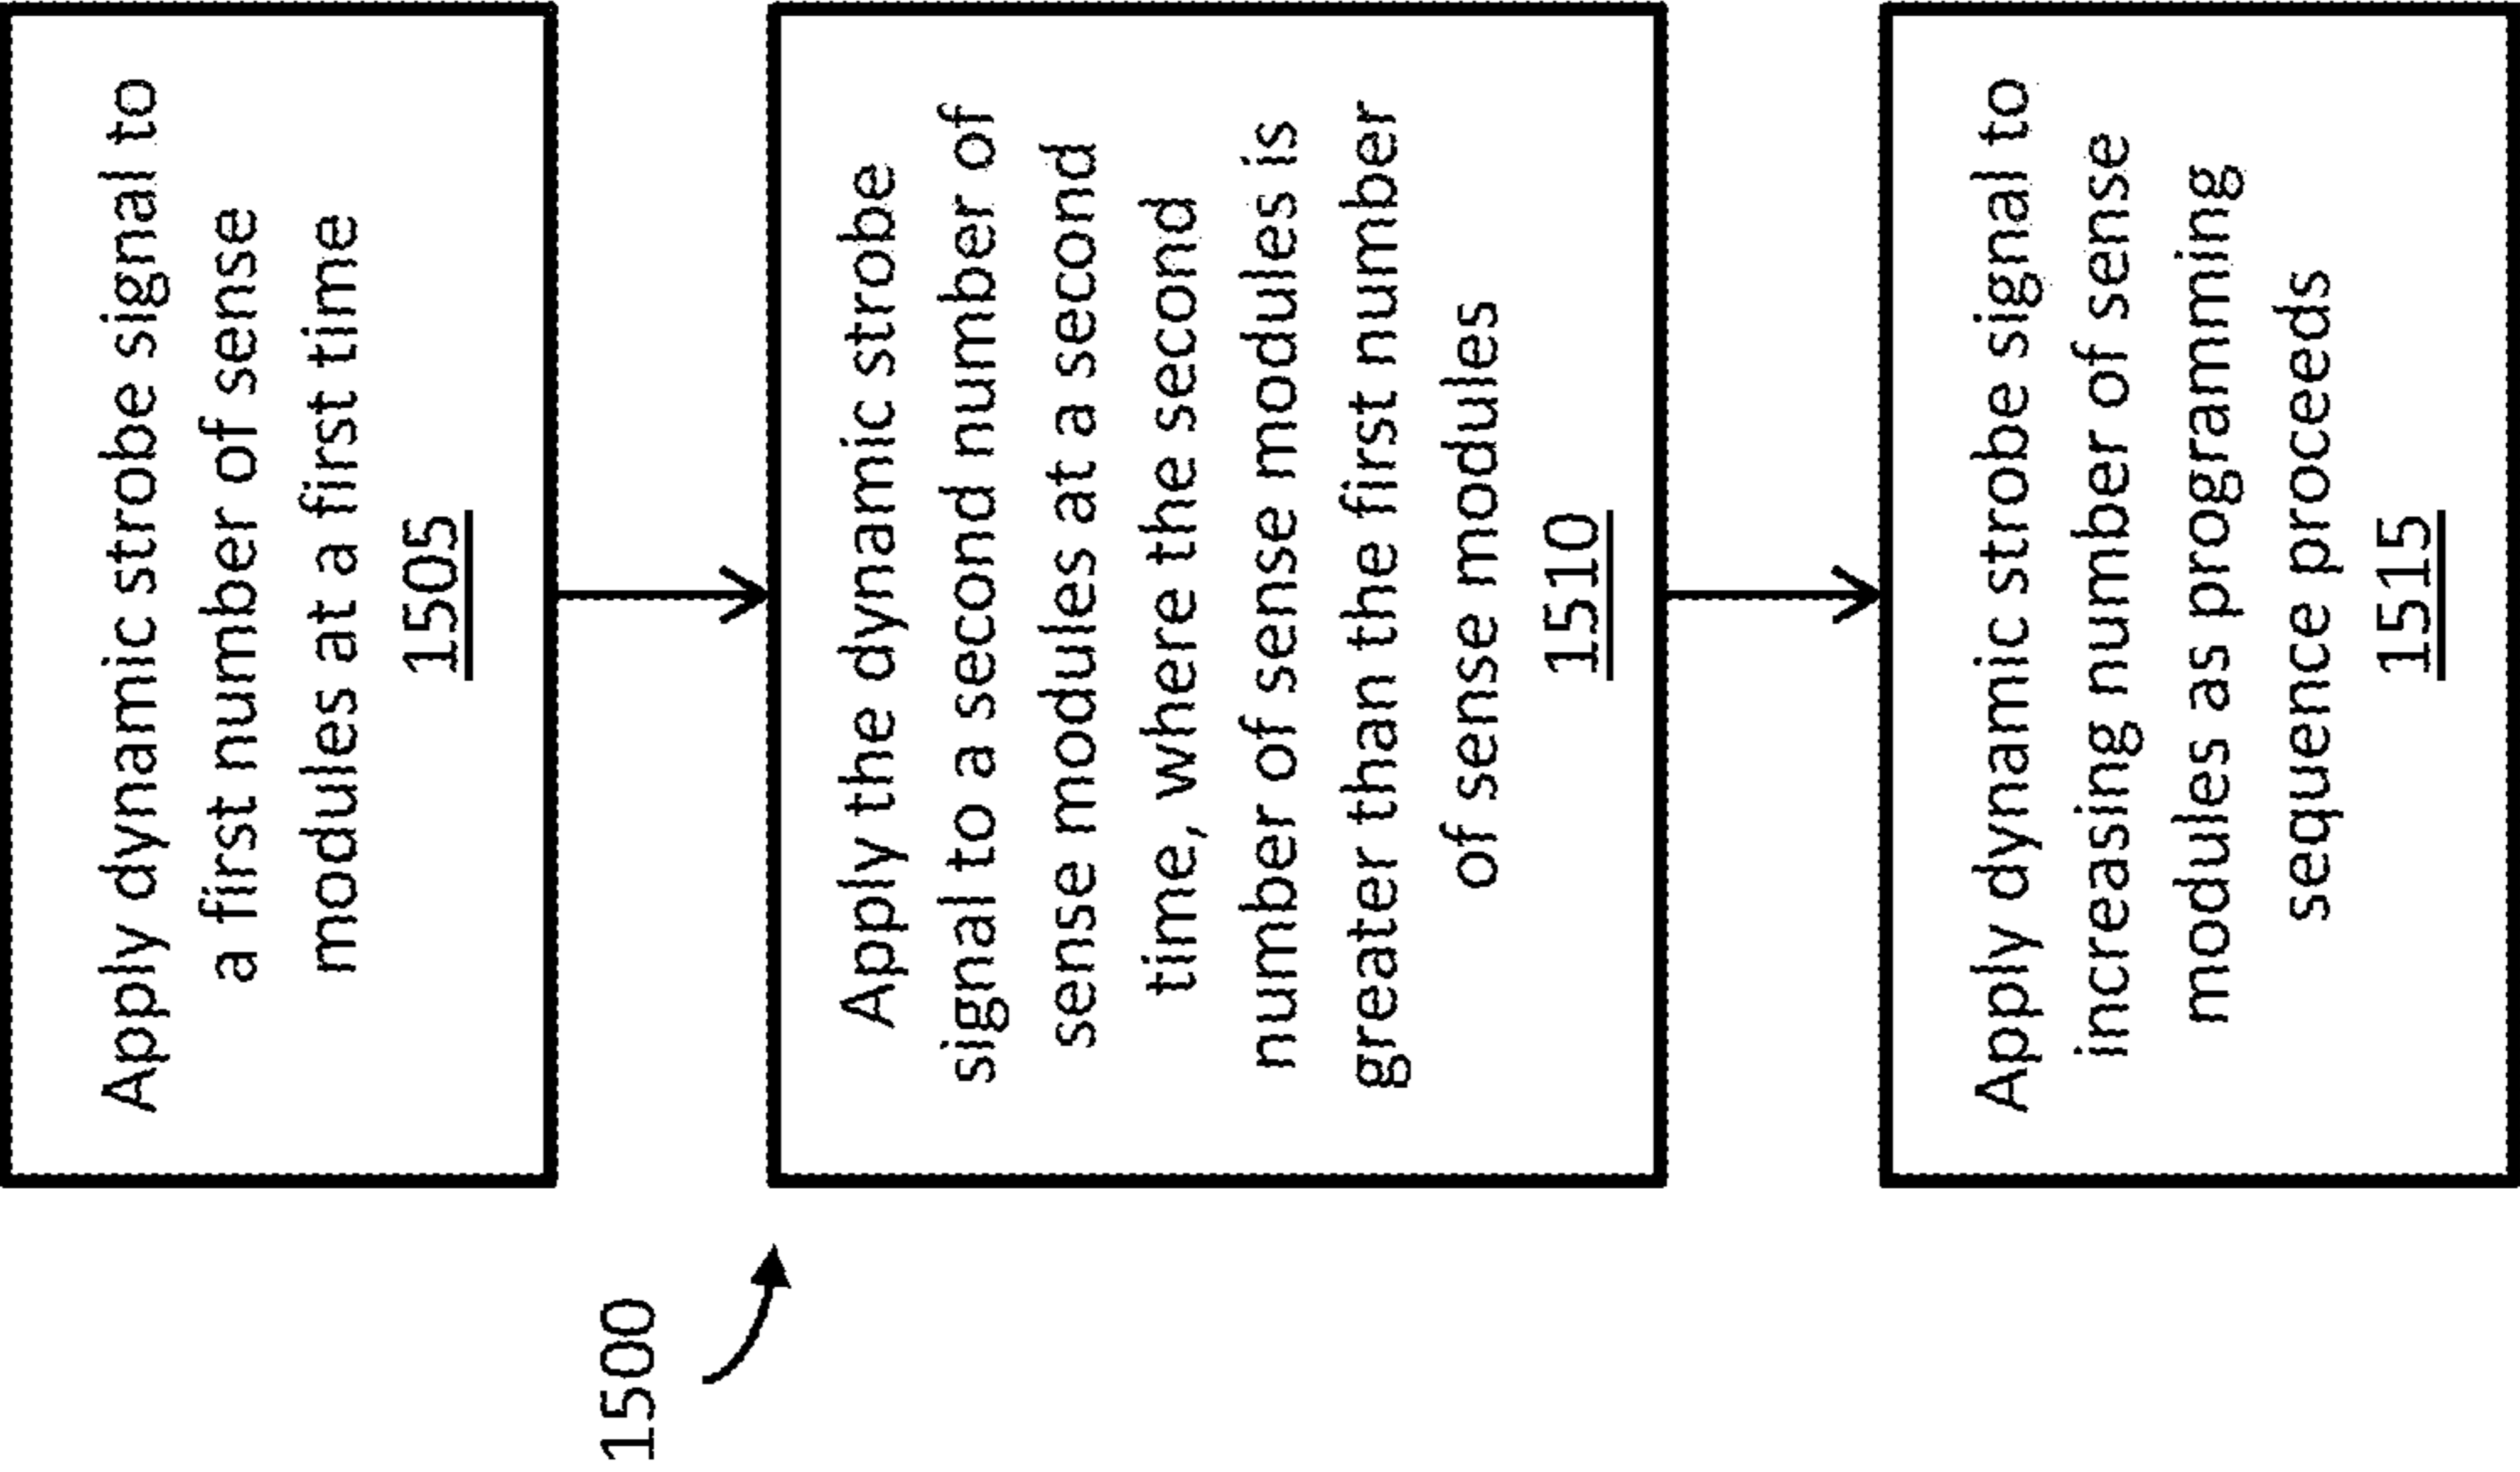 1500
Apply dynamic strobe signal to
a first number of sense
modules at a first time
1505
Apply the dynamic strobe
signal to a second number of
sense modules at a second
time, where the second
number of sense modules is
greater than the first number
of sense modules
1510
Apply dynamic strobe signal to
increasing number of sense
modules as programming
sequence proceeds
1515